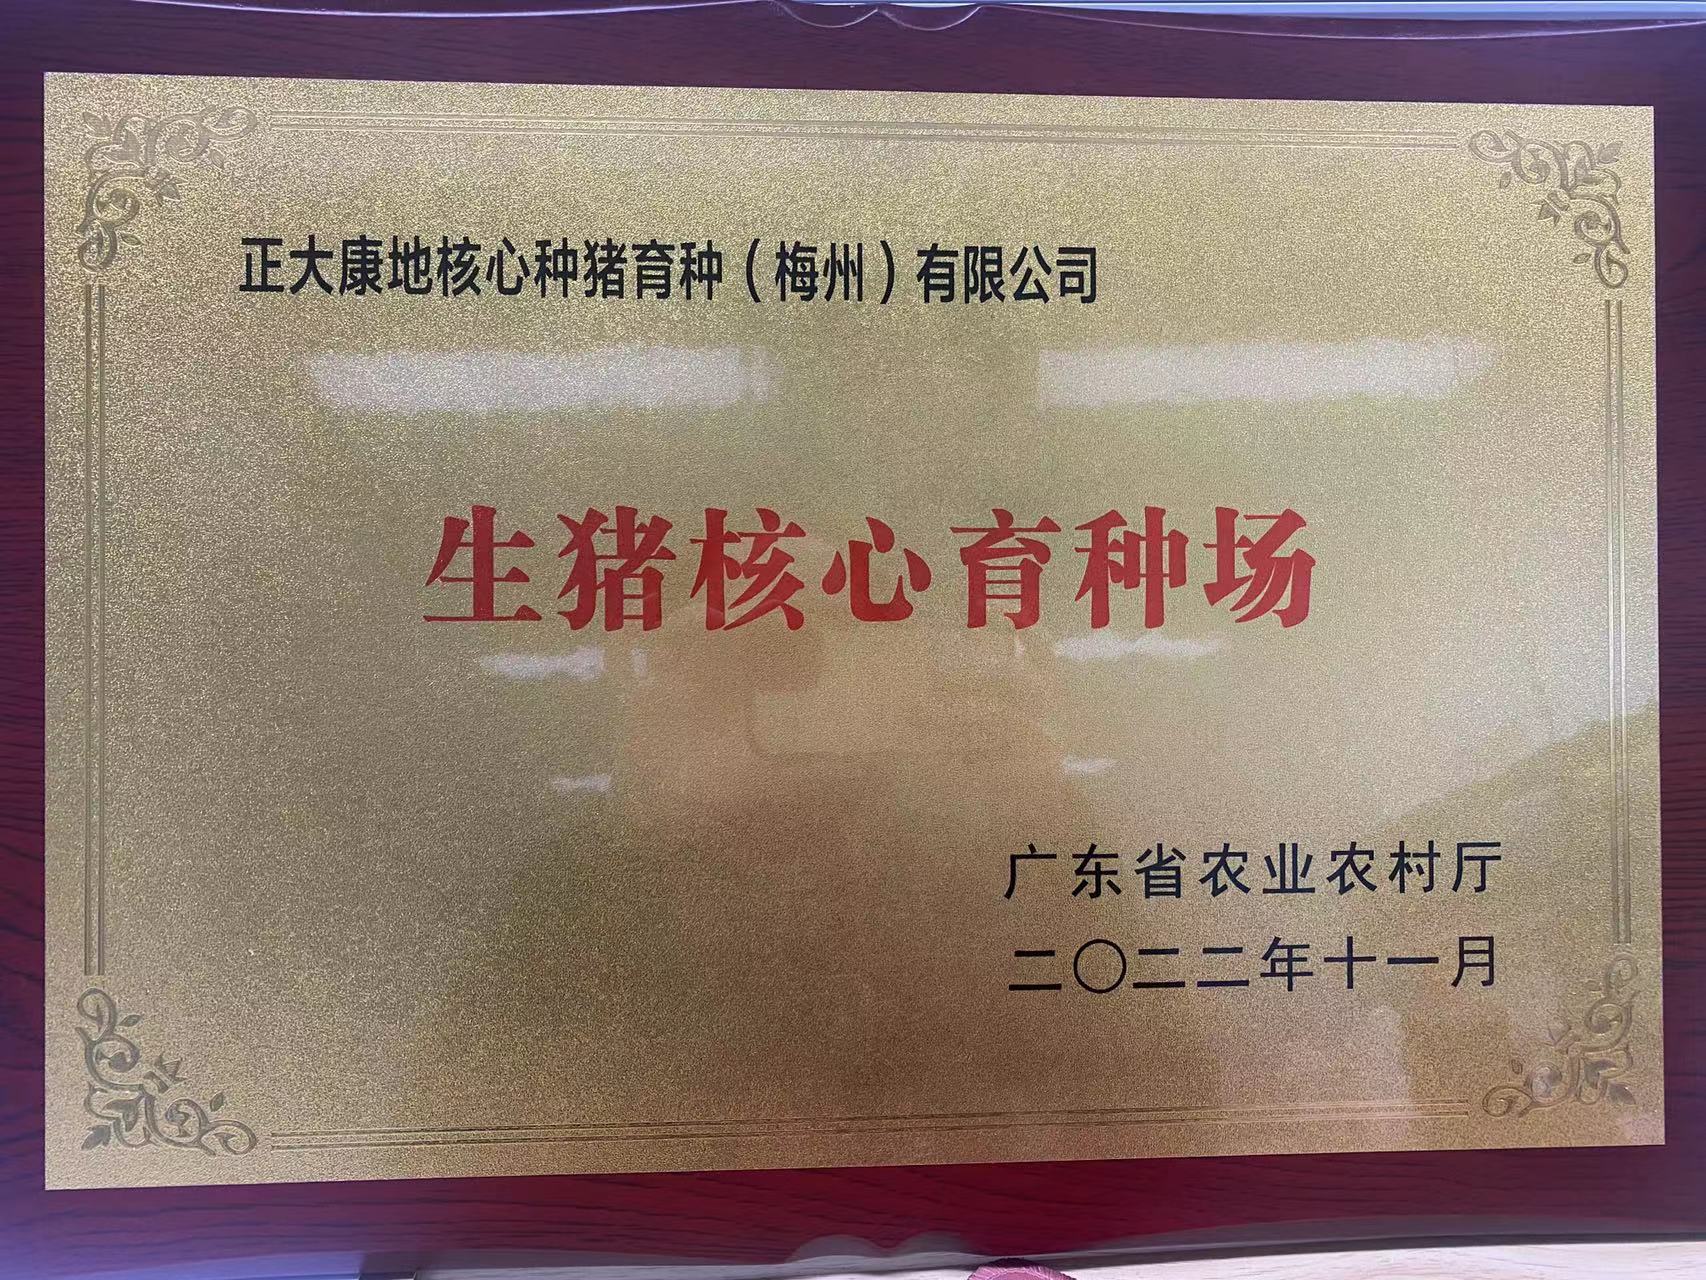 正大康地核心种猪育种（梅州）有限公司
生猪核心育种场
广东省农业农村厅
二〇二二年十一月